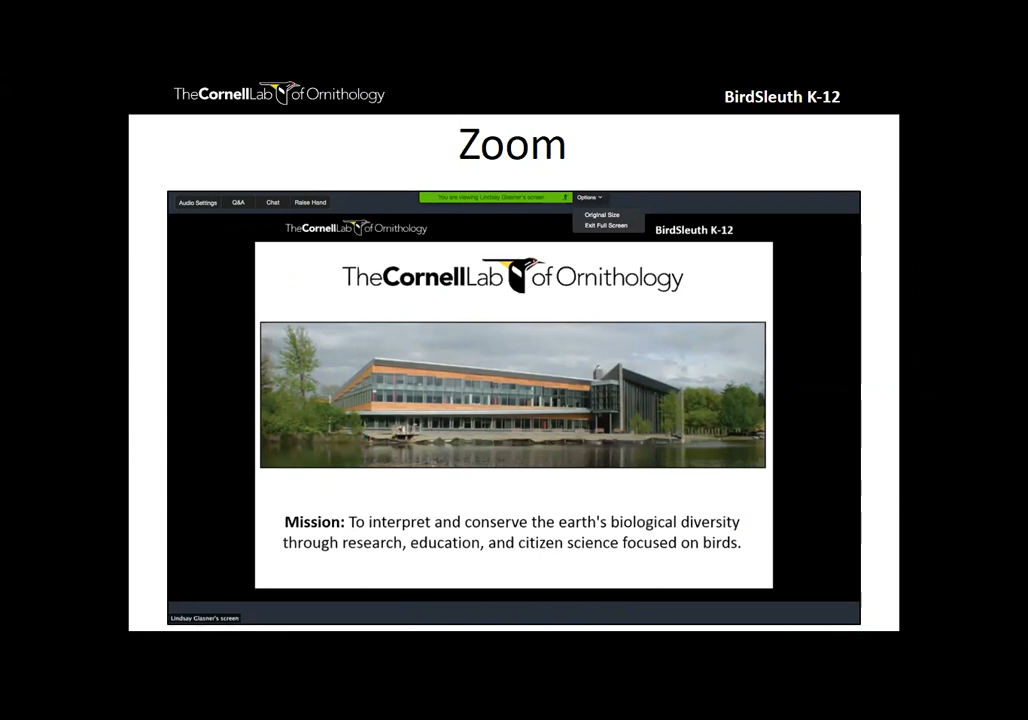 TheCornellLab of Ornithology
BirdSleuth K-12
Zoom
Audio Settings
Q&A
Chat
Raise Hand
You are viewing Lindsay Glasner's screen
Options
Original Size
Exit Full Screen
TheCornellLab of Ornithology
BirdSleuth K-12
TheCornellLab of Ornithology
Mission: To interpret and conserve the earth's biological diversity
through research, education, and citizen science focused on birds.
Lindsay Glasner's screen